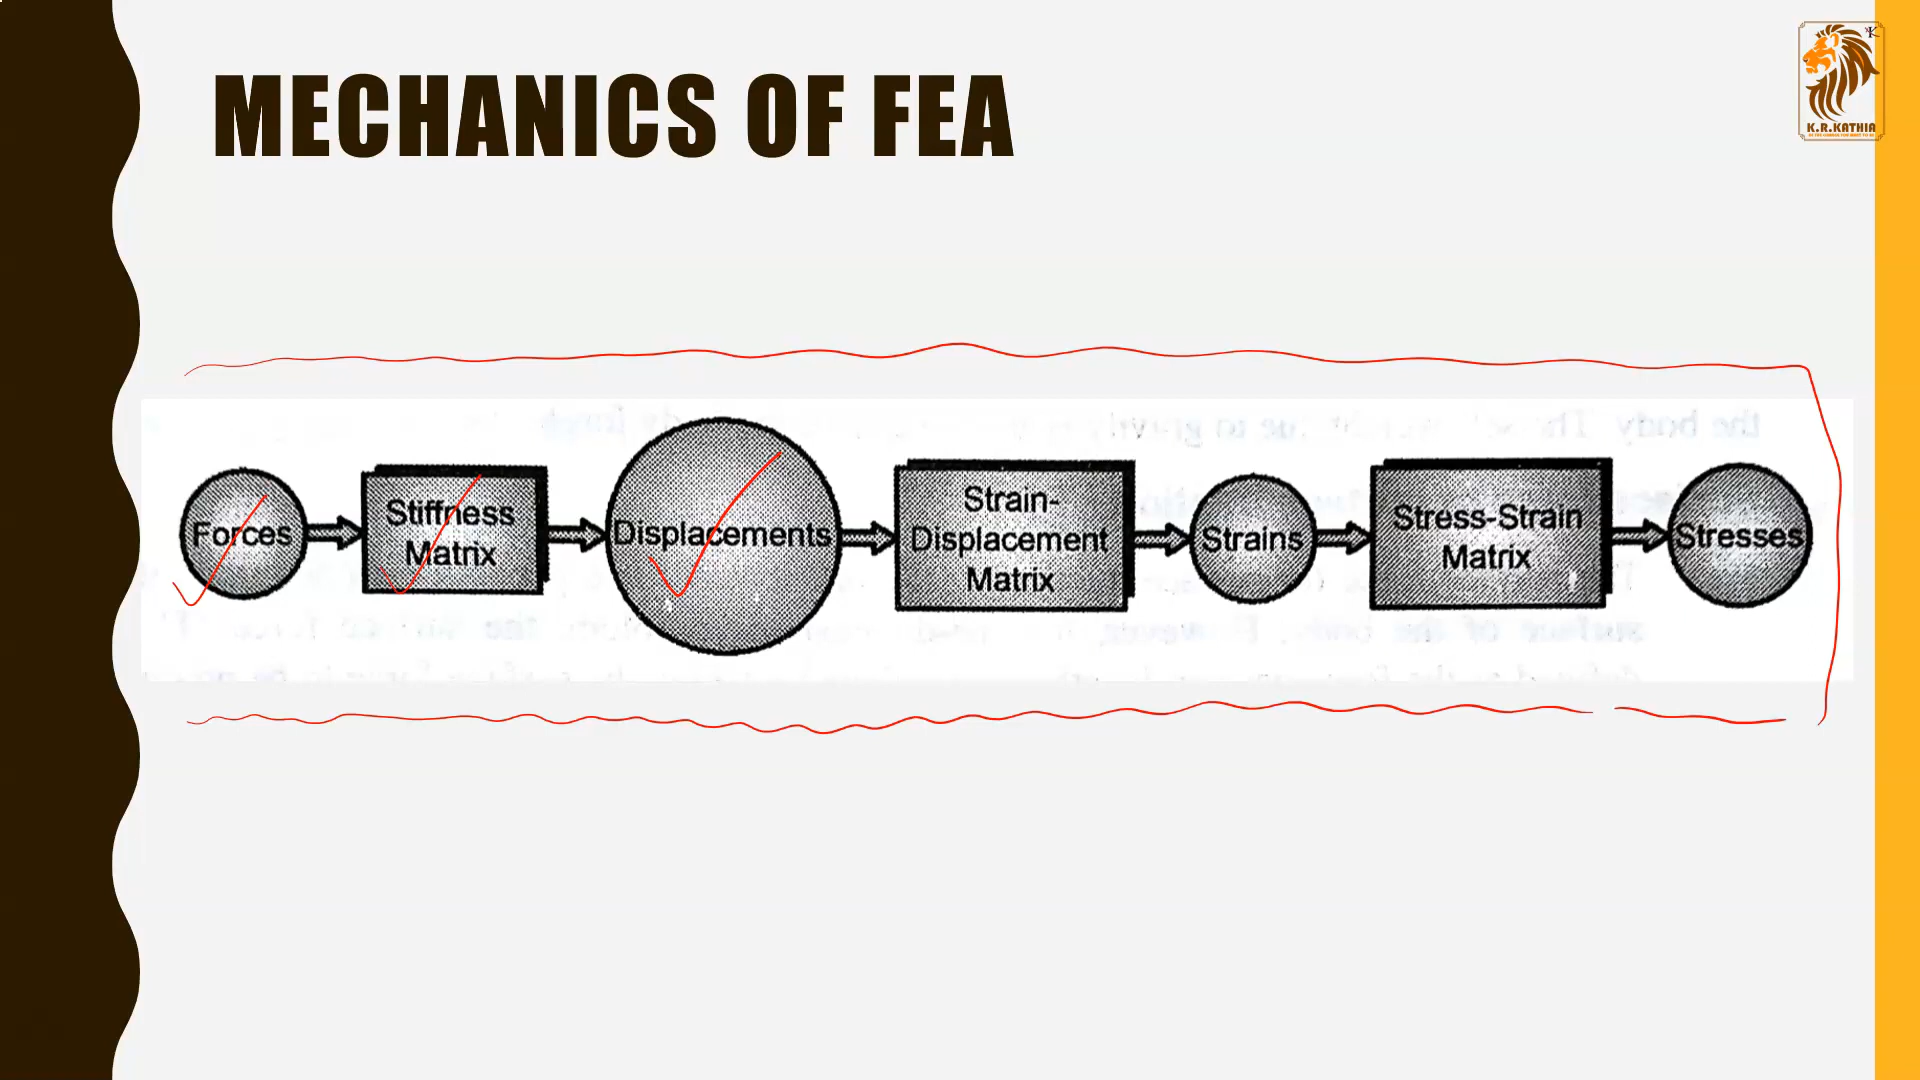 MECHANICS OF FEA
K.R.KATHIA
Forces
Stiffness
Matrix
Displacements
Strain-
Displacement
Matrix
Strains
Stress-Strain
Matrix
Stresses